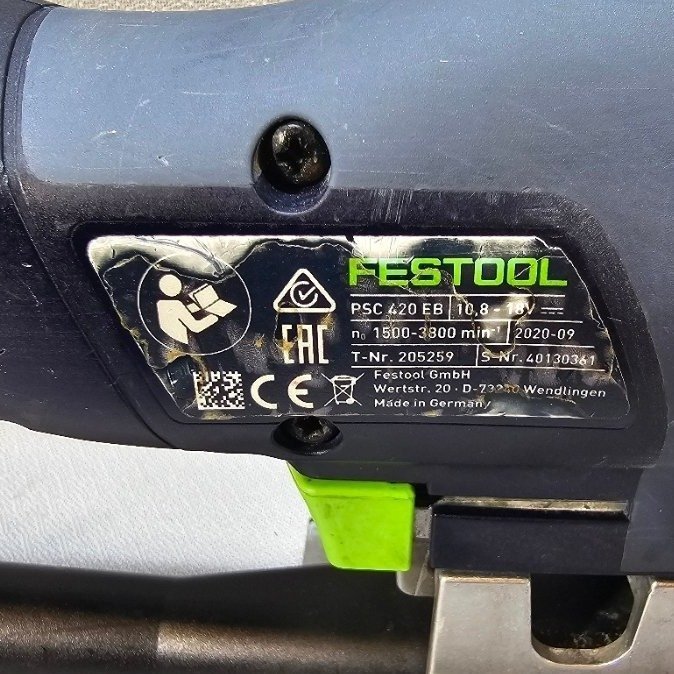 FESTOOL
PSC 420 EB 10,8 - 18V
n₀ 1500-3800 min⁻¹ 2020-09
T-Nr. 205259 S-Nr. 40130361
Festool GmbH
Wertstr. 20 · D- Wendlingen
Made in Germany
EAC
CE